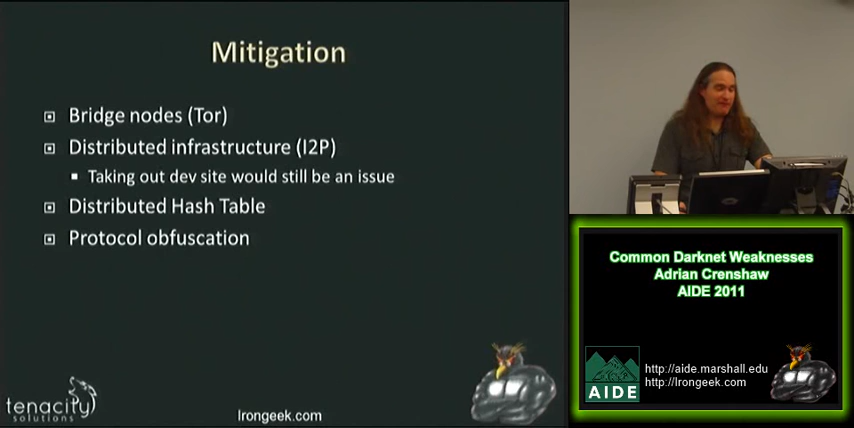 Mitigation
Bridge nodes (Tor)
Distributed infrastructure (I2P)
Taking out dev site would still be an issue
Distributed Hash Table
Protocol obfuscation
tenacity
solutions
Irongeek.com
Common Darknet Weaknesses
Adrian Crenshaw
AIDE 2011
AIDE
http://aide.marshall.edu
http://Irongeek.com